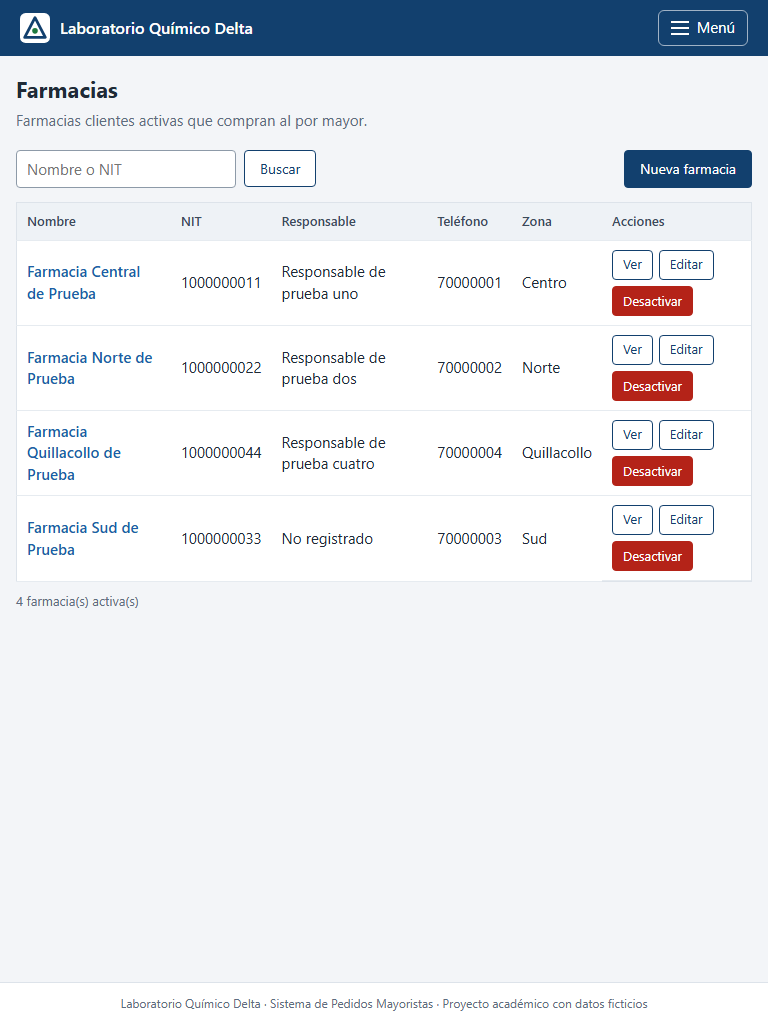 Laboratorio Químico Delta
Menú
Farmacias
Farmacias clientes activas que compran al por mayor.
Nombre o NIT
Buscar
Nueva farmacia
Nombre NIT Responsable Teléfono Zona Acciones
Farmacia Central de Prueba 1000000011 Responsable de prueba uno 70000001 Centro Ver Editar Desactivar
Farmacia Norte de Prueba 1000000022 Responsable de prueba dos 70000002 Norte Ver Editar Desactivar
Farmacia Quillacollo de Prueba 1000000044 Responsable de prueba cuatro 70000004 Quillacollo Ver Editar Desactivar
Farmacia Sud de Prueba 1000000033 No registrado 70000003 Sud Ver Editar Desactivar
4 farmacia(s) activa(s)
Laboratorio Químico Delta · Sistema de Pedidos Mayoristas · Proyecto académico con datos ficticios